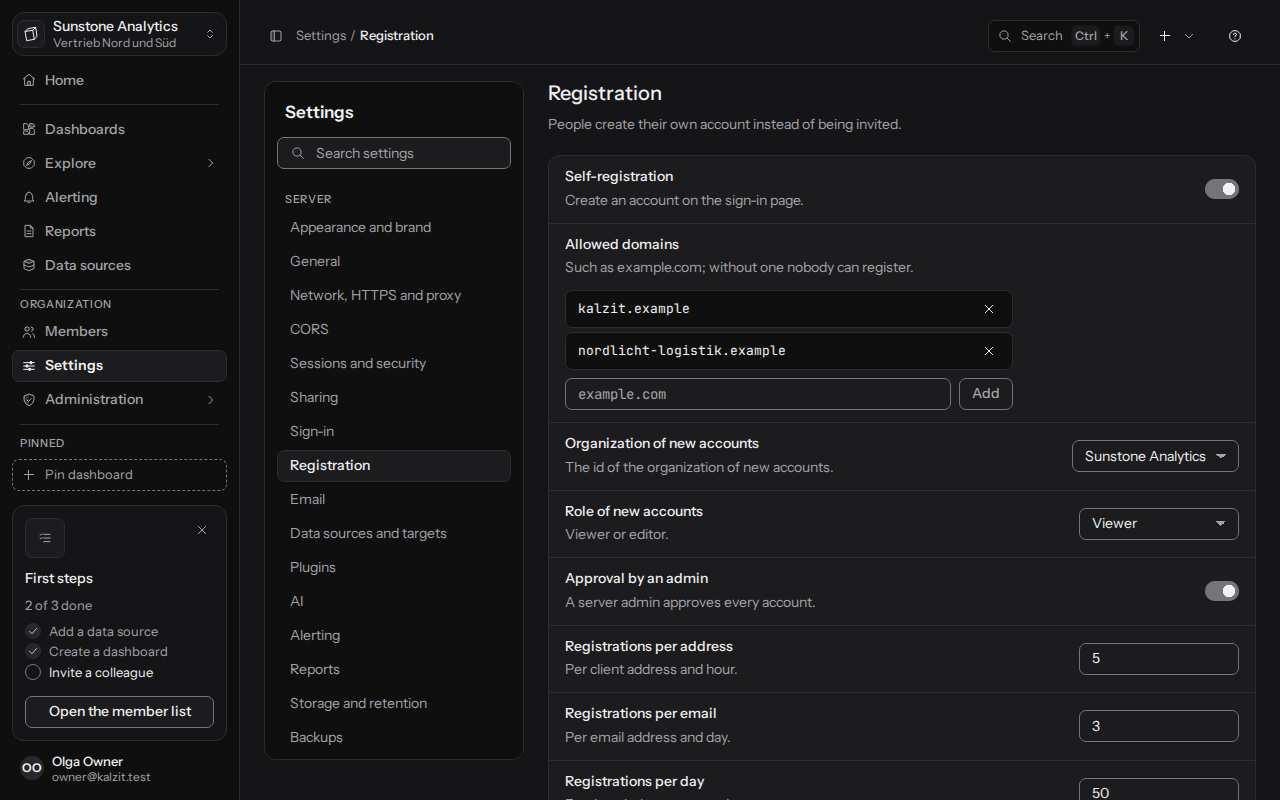 Sunstone Analytics
Vertrieb Nord und Süd
Home
Dashboards
Explore
Alerting
Reports
Data sources
ORGANIZATION
Members
Settings
Administration
PINNED
Pin dashboard
First steps
2 of 3 done
Add a data source
Create a dashboard
Invite a colleague
Open the member list
OO
Olga Owner
owner@kalzit.test
Settings / Registration
Search Ctrl + K
Settings
Search settings
SERVER
Appearance and brand
General
Network, HTTPS and proxy
CORS
Sessions and security
Sharing
Sign-in
Registration
Email
Data sources and targets
Plugins
AI
Alerting
Reports
Storage and retention
Backups
Registration
People create their own account instead of being invited.
Self-registration
Create an account on the sign-in page.
Allowed domains
Such as example.com; without one nobody can register.
kalzit.example
nordlicht-logistik.example
example.com
Add
Organization of new accounts
The id of the organization of new accounts.
Sunstone Analytics
Role of new accounts
Viewer or editor.
Viewer
Approval by an admin
A server admin approves every account.
Registrations per address
Per client address and hour.
5
Registrations per email
Per email address and day.
3
Registrations per day
50